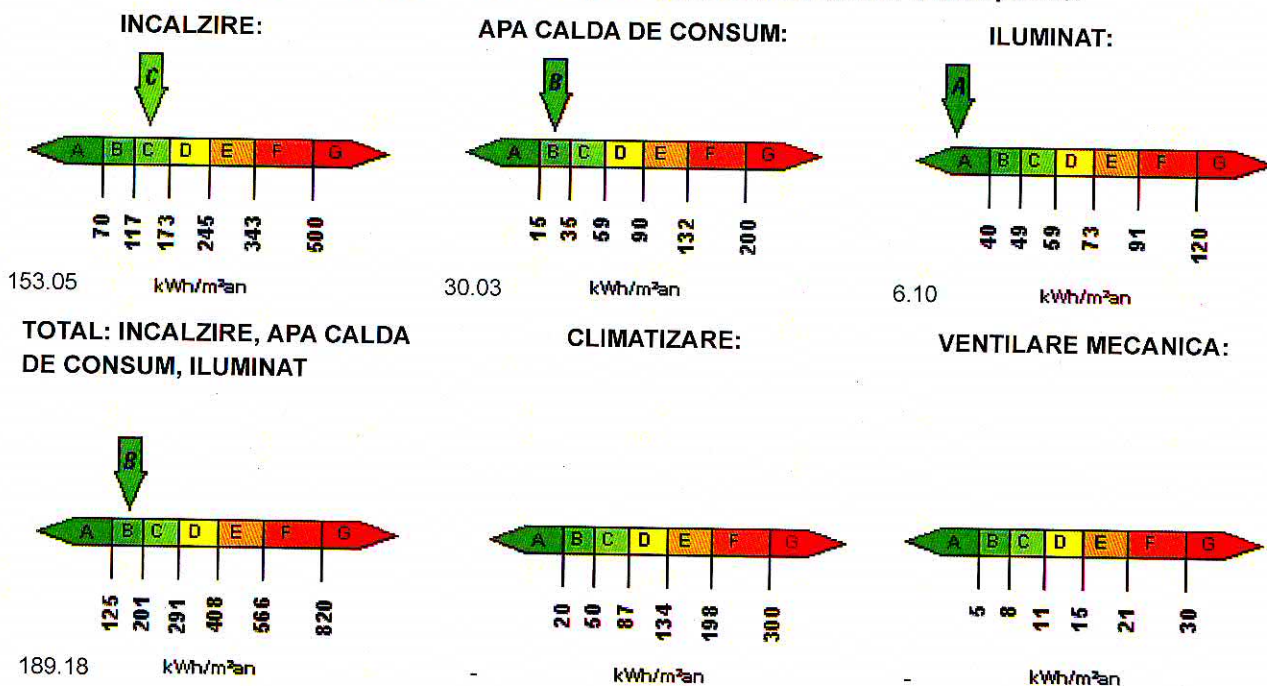 INCALZIRE:
C
A B C D E F G
70 117 173 245 343 500
153.05 kWh/m²an
APA CALDA DE CONSUM:
B
A B C D E F G
15 35 59 90 132 200
30.03 kWh/m²an
ILUMINAT:
A
A B C D E F G
40 49 59 73 91 120
6.10 kWh/m²an
TOTAL: INCALZIRE, APA CALDA
DE CONSUM, ILUMINAT
B
A B C D E F G
125 201 291 408 566 820
189.18 kWh/m²an
CLIMATIZARE:
A B C D E F G
20 50 87 134 198 300
- kWh/m²an
VENTILARE MECANICA:
A B C D E F G
5 8 11 15 21 30
- kWh/m²an